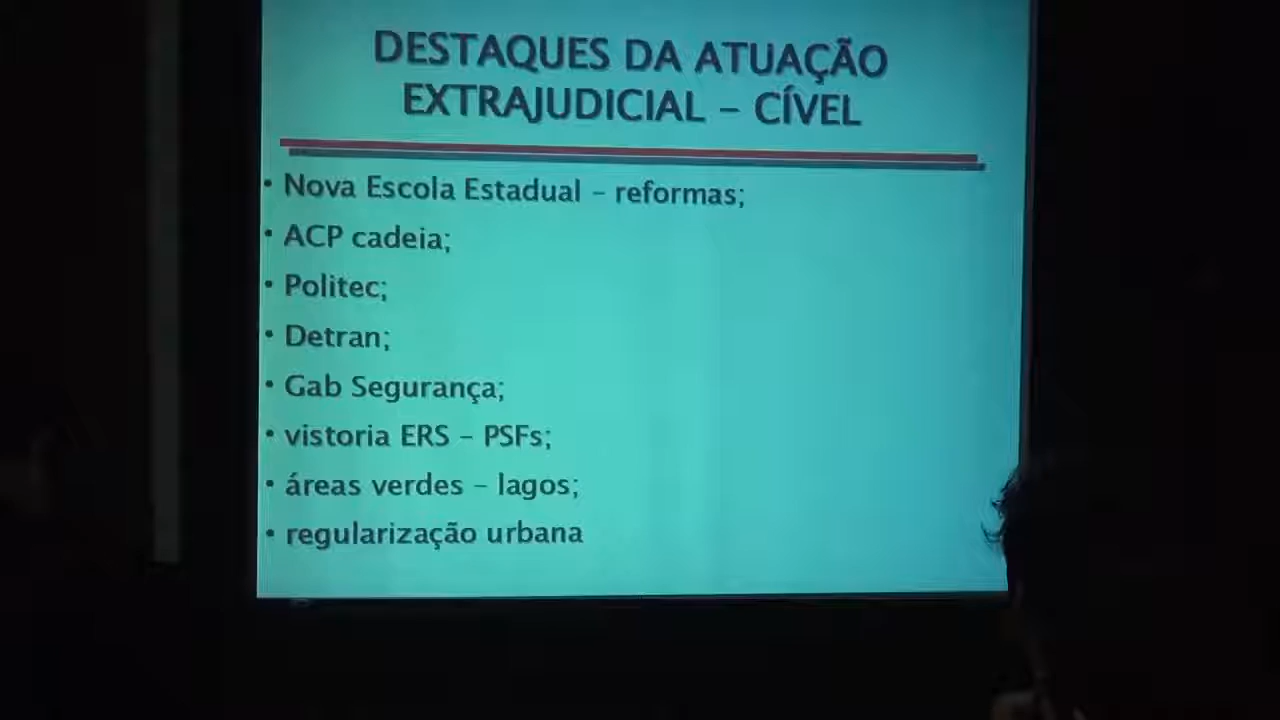 DESTAQUES DA ATUAÇÃO
EXTRAJUDICIAL – CÍVEL
• Nova Escola Estadual – reformas;
• ACP cadeia;
• Politec;
• Detran;
• Gab Segurança;
• vistoria ERS – PSFs;
• áreas verdes – lagos;
• regularização urbana